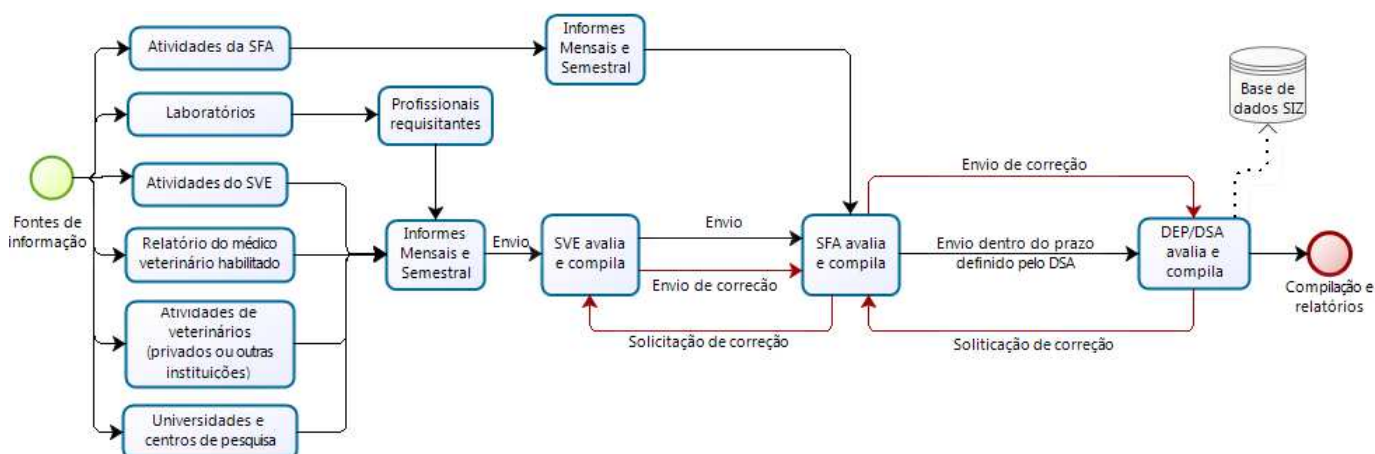 Atividades da SFA
Informes
Mensais e
Semestral
Base de
dados SIZ
Laboratórios
Profissionais
requisitantes
Fontes de
informação
Atividades do SVE
Relatório do médico
veterinário habilitado
Atividades de
veterinários
(privados ou outras
instituições)
Universidades e
centros de pesquisa
Informes
Mensais e
Semestral
Envio
SVE avalia
e compila
Envio
Envio de correcão
Solicitação de correção
SFA avalia
e compila
Envio de correção
Envio dentro do prazo
definido pelo DSA
Soliticação de correção
DEP/DSA
avalia e
compila
Compilação e
relatórios